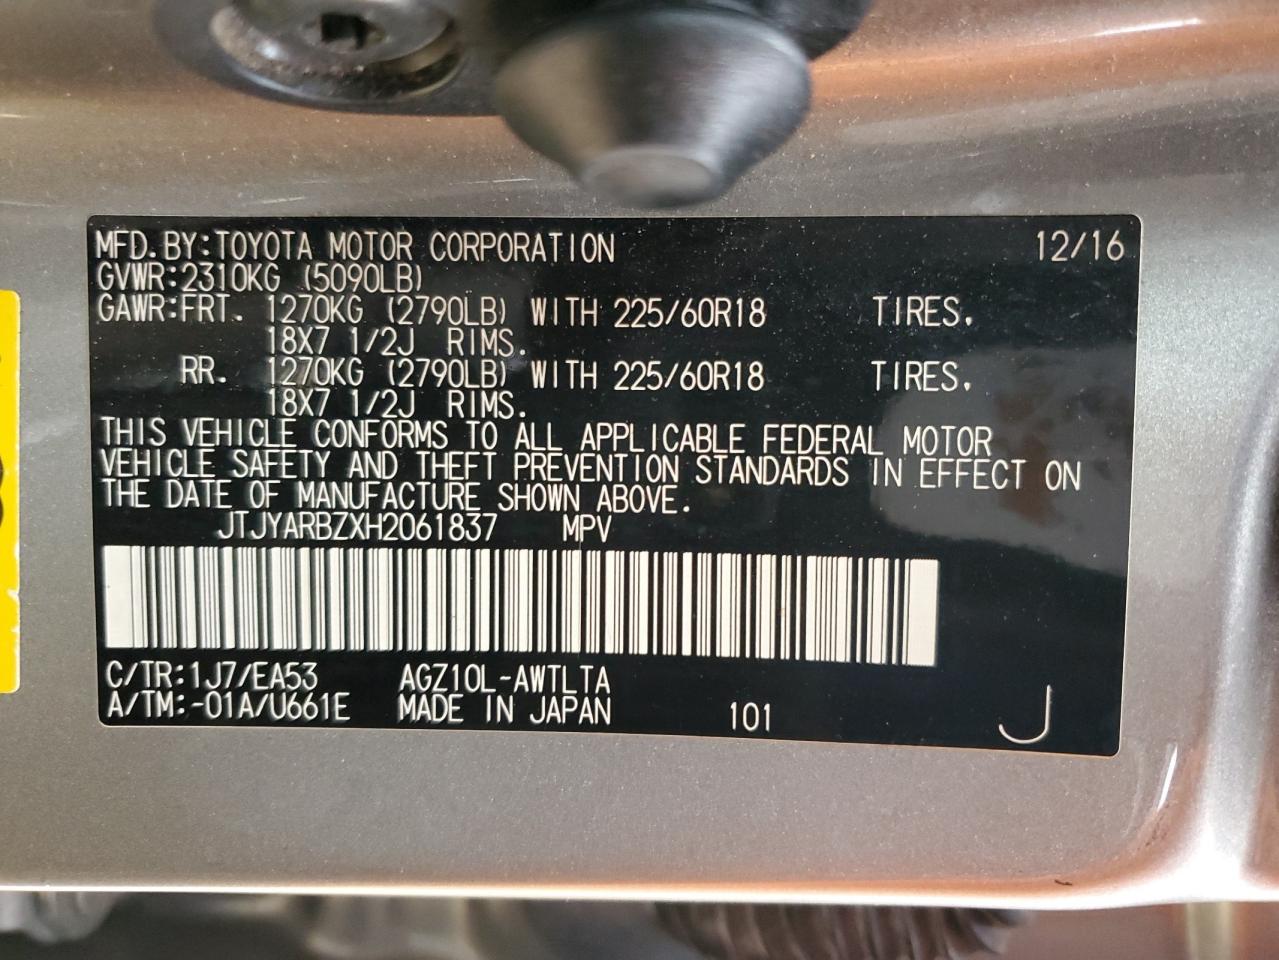 MFD. BY: TOYOTA MOTOR CORPORATION 12/16
GVWR: 2310KG (5090LB)
GAWR: FRT. 1270KG (2790LB) WITH 225/60R18 TIRES.
18X7 1/2J RIMS.
RR. 1270KG (2790LB) WITH 225/60R18 TIRES.
18X7 1/2J RIMS.
THIS VEHICLE CONFORMS TO ALL APPLICABLE FEDERAL MOTOR
VEHICLE SAFETY AND THEFT PREVENTION STANDARDS IN EFFECT ON
THE DATE OF MANUFACTURE SHOWN ABOVE.
JTJYARBZXH2061837 MPV
C/TR: 1J7/EA53 AGZ10L-AWTLTA
A/TM: -01A/U661E MADE IN JAPAN 101 J